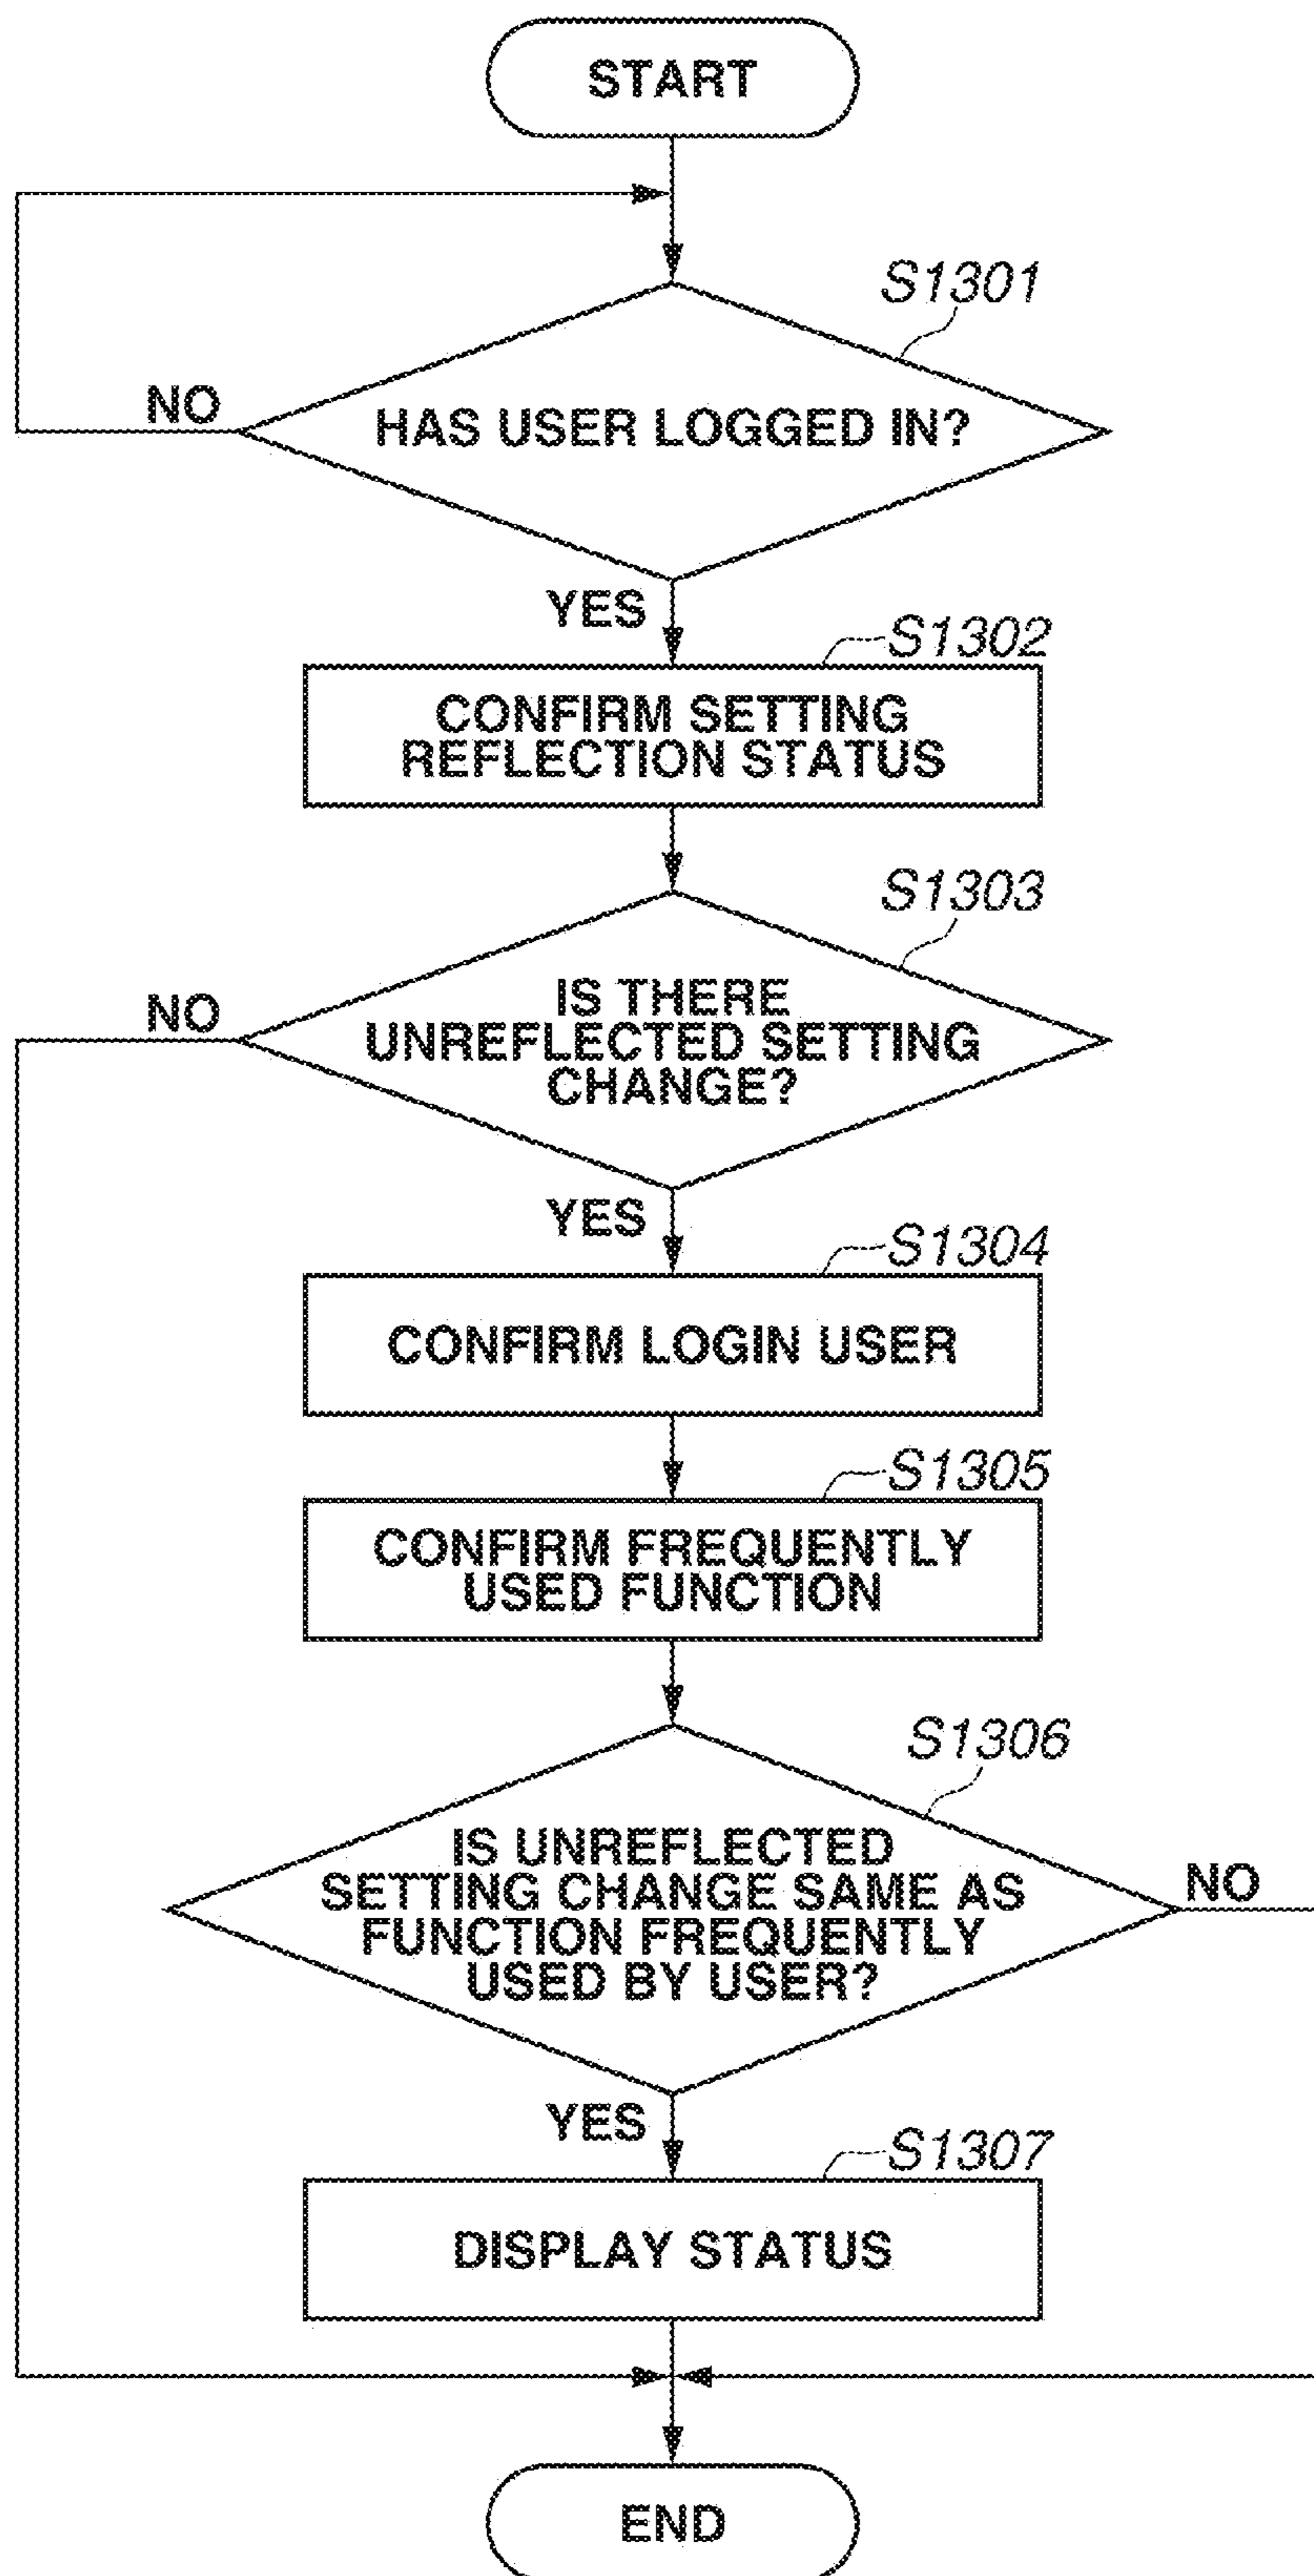 START
S1301
NO
HAS USER LOGGED IN?
YES
S1302
CONFIRM SETTING
REFLECTION STATUS
S1303
NO
IS THERE
UNREFLECTED SETTING
CHANGE?
YES
S1304
CONFIRM LOGIN USER
S1305
CONFIRM FREQUENTLY
USED FUNCTION
S1306
IS UNREFLECTED
SETTING CHANGE SAME AS
FUNCTION FREQUENTLY
USED BY USER?
NO
YES
S1307
DISPLAY STATUS
END